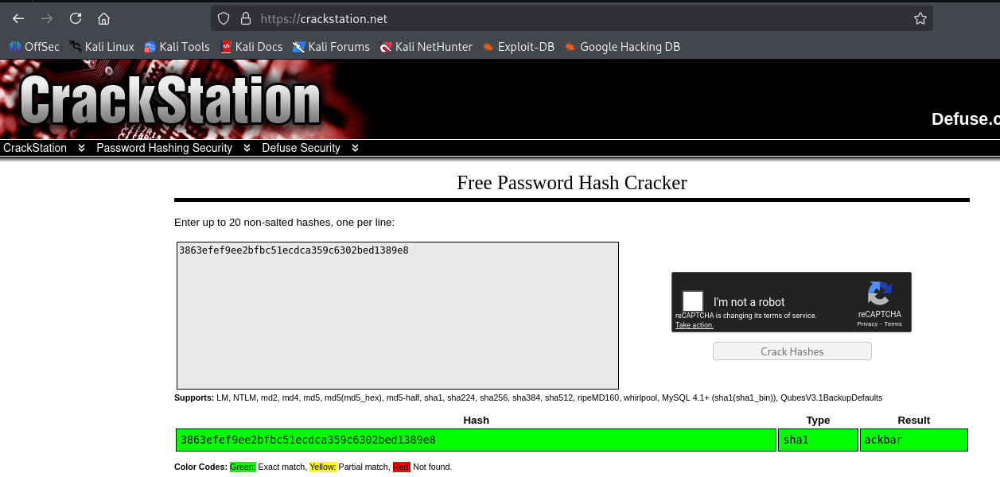 https://crackstation.net
OffSec Kali Linux Kali Tools Kali Docs Kali Forums Kali NetHunter Exploit-DB Google Hacking DB
CrackStation
Defuse.c
CrackStation Password Hashing Security Defuse Security
Free Password Hash Cracker
Enter up to 20 non-salted hashes, one per line:
3863efef9ee2bfbc51ecdca359c6302bed1389e8
I'm not a robot
reCAPTCHA is changing its terms of service.
Take action.
reCAPTCHA
Privacy - Terms
Crack Hashes
Supports: LM, NTLM, md2, md4, md5, md5(md5_hex), md5-half, sha1, sha224, sha256, sha384, sha512, ripeMD160, whirlpool, MySQL 4.1+ (sha1(sha1_bin)), QubesV3.1BackupDefaults
Hash Type Result
3863efef9ee2bfbc51ecdca359c6302bed1389e8 sha1 ackbar
Color Codes: Green: Exact match, Yellow: Partial match, Red: Not found.